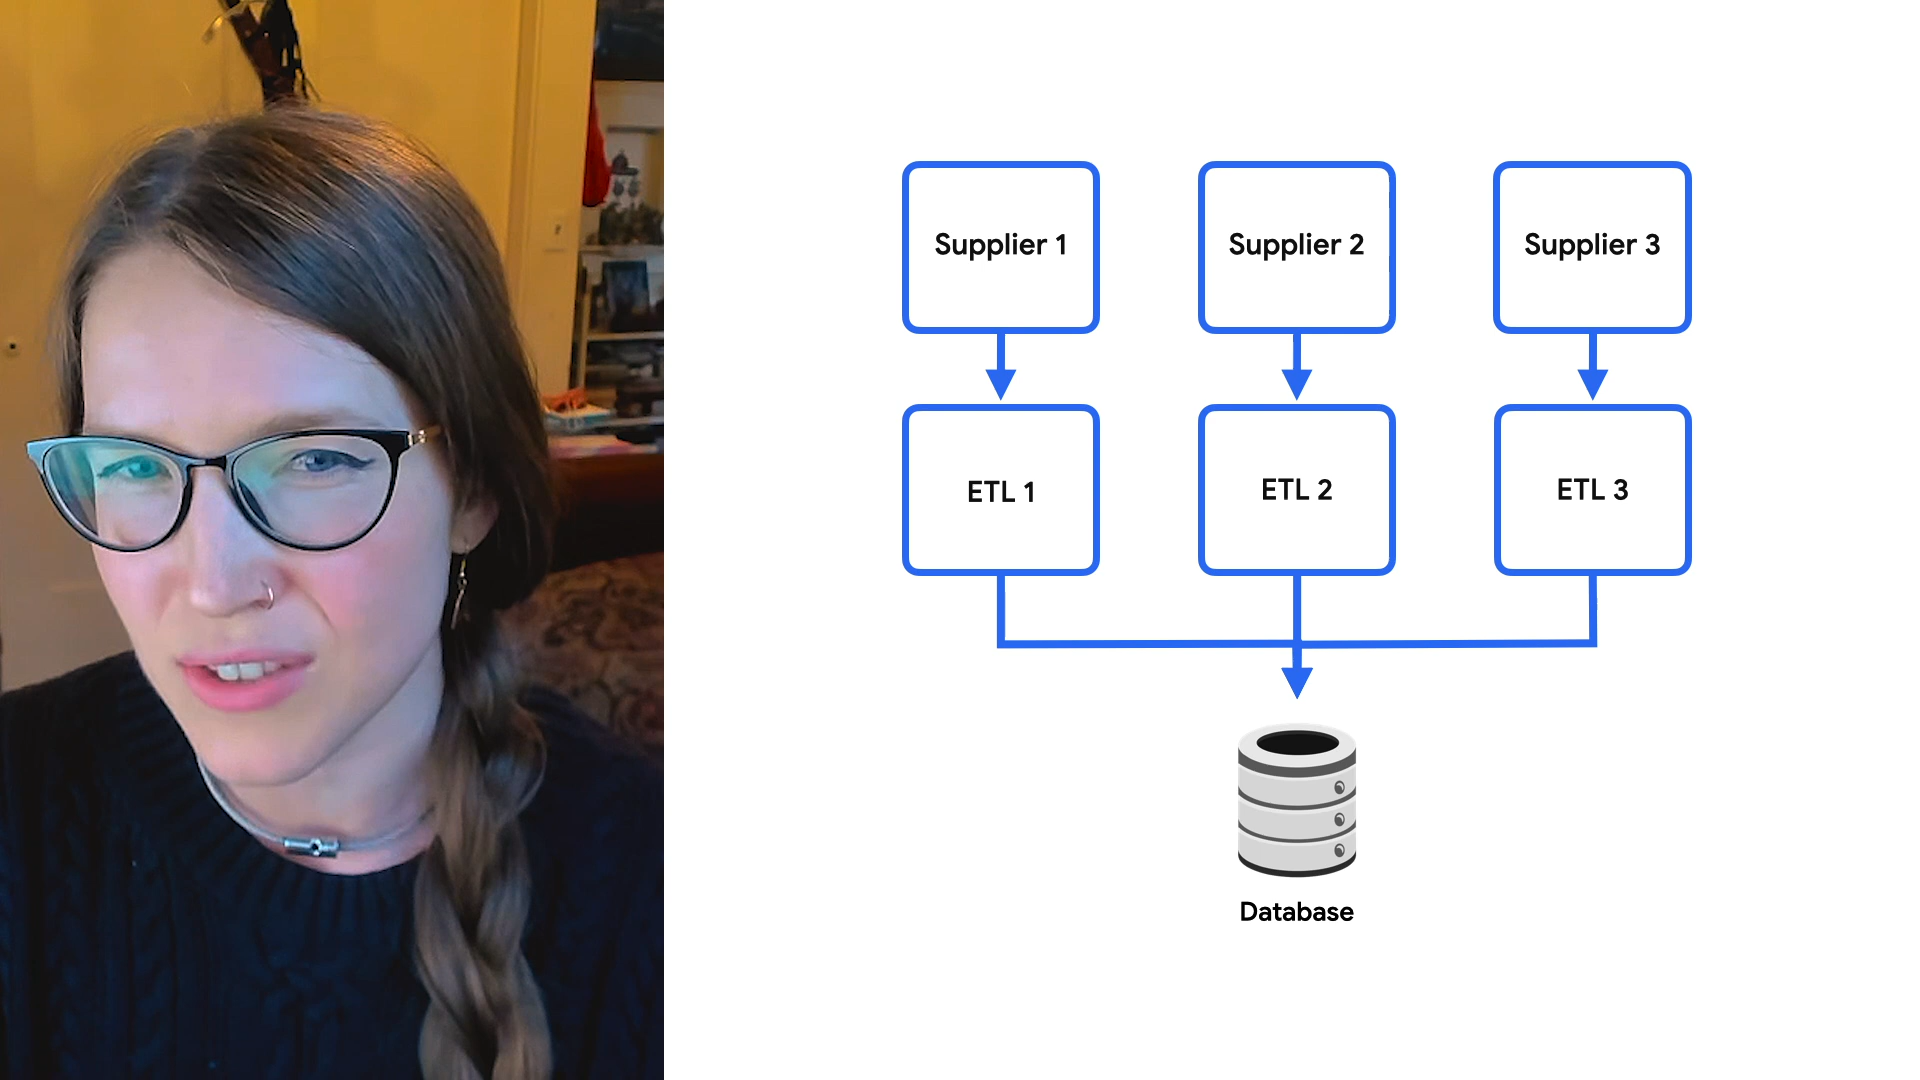 Supplier 1
Supplier 2
Supplier 3
ETL 1
ETL 2
ETL 3
Database